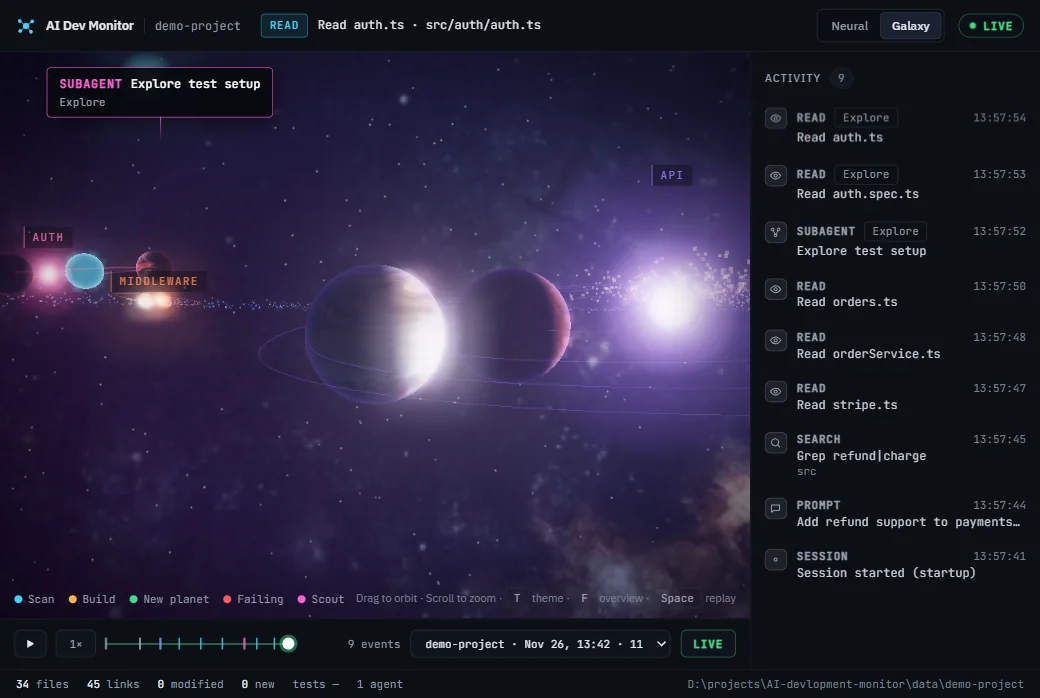 AI Dev Monitor demo-project READ Read auth.ts · src/auth/auth.ts Neural Galaxy LIVE
SUBAGENT Explore test setup
Explore
API
AUTH
MIDDLEWARE
Scan Build New planet Failing Scout Drag to orbit · Scroll to zoom · T theme · F overview · Space replay
1× 9 events demo-project · Nov 26, 13:42 · 11 LIVE
ACTIVITY 9
READ Explore 13:57:54
Read auth.ts
READ Explore 13:57:53
Read auth.spec.ts
SUBAGENT Explore 13:57:52
Explore test setup
READ 13:57:50
Read orders.ts
READ 13:57:48
Read orderService.ts
READ 13:57:47
Read stripe.ts
SEARCH 13:57:45
Grep refund|charge
src
PROMPT 13:57:44
Add refund support to payments…
SESSION 13:57:41
Session started (startup)
34 files 45 links 0 modified 0 new tests — 1 agent D:\projects\AI-devlopment-monitor\data\demo-project